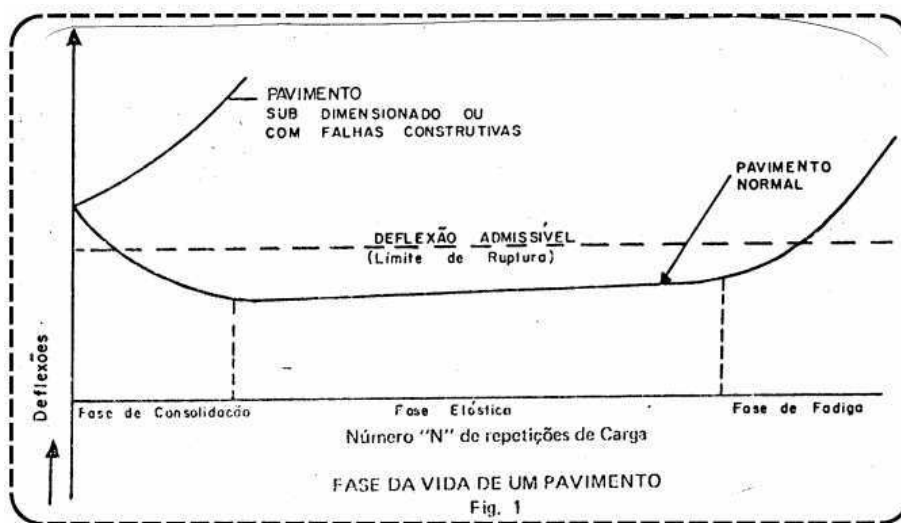 PAVIMENTO
SUB DIMENSIONADO OU
COM FALHAS CONSTRUTIVAS
PAVIMENTO
NORMAL
DEFLEXÃO ADMISSÍVEL
(Limite de Ruptura)
Deflexões
Fase de Consolidação
Fase Elástica
Fase de Fadiga
Número "N" de repetições de Carga
FASE DA VIDA DE UM PAVIMENTO
Fig. 1